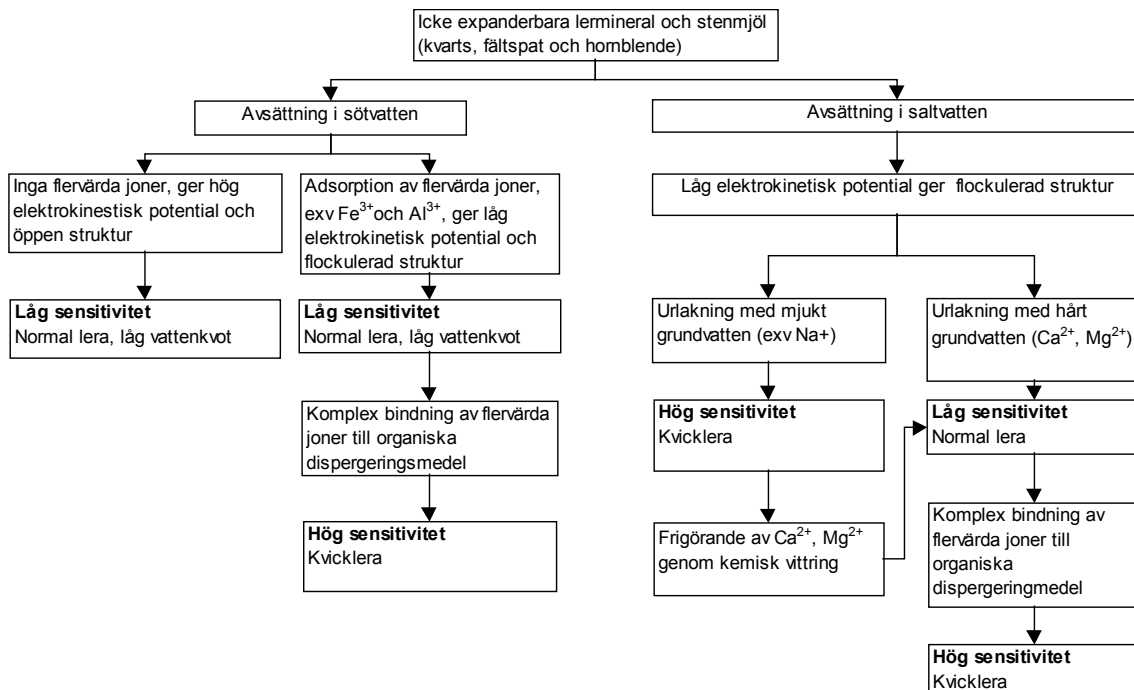 Icke expanderbara lermineral och stenmjöl
(kvarts, fältspat och hornblende)
Avsättning i sötvatten
Avsättning i saltvatten
Inga flervärda joner, ger hög
elektrokinestisk potential och
öppen struktur
Adsorption av flervärda joner,
exv Fe³⁺och Al³⁺, ger låg
elektrokinetisk potential och
flockulerad struktur
Låg elektrokinetisk potential ger flockulerad struktur
Låg sensitivitet
Normal lera, låg vattenkvot
Låg sensitivitet
Normal lera, låg vattenkvot
Urlakning med mjukt
grundvatten (exv Na+)
Urlakning med hårt
grundvatten (Ca²⁺, Mg²⁺)
Komplex bindning av flervärda
joner till organiska
dispergeringsmedel
Hög sensitivitet
Kvicklera
Låg sensitivitet
Normal lera
Hög sensitivitet
Kvicklera
Frigörande av Ca²⁺, Mg²⁺
genom kemisk vittring
Komplex bindning av
flervärda joner till
organiska
dispergeringmedel
Hög sensitivitet
Kvicklera